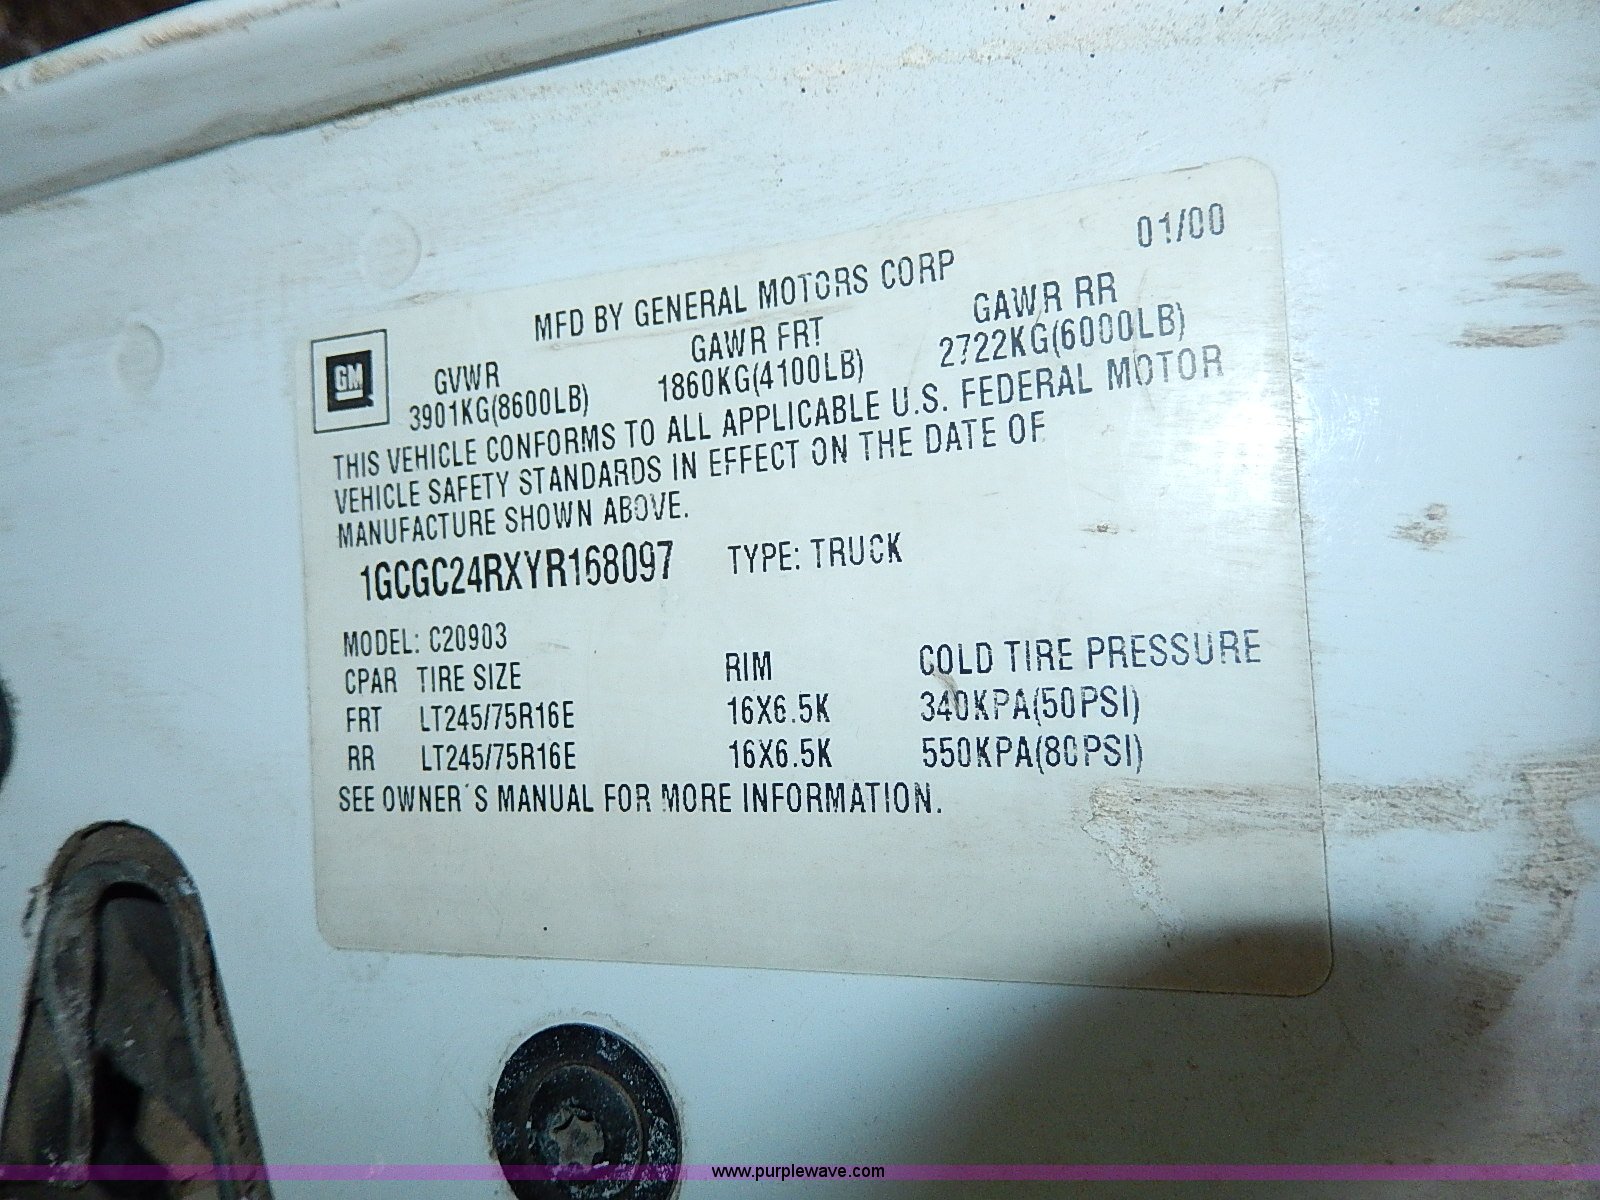 01/00
MFD BY GENERAL MOTORS CORP
GM
GVWR GAWR FRT GAWR RR
3901KG(8600LB) 1860KG(4100LB) 2722KG(6000LB)
THIS VEHICLE CONFORMS TO ALL APPLICABLE U.S. FEDERAL MOTOR
VEHICLE SAFETY STANDARDS IN EFFECT ON THE DATE OF
MANUFACTURE SHOWN ABOVE.
1GCGC24RXYR168097 TYPE: TRUCK
MODEL: C20903
CPAR TIRE SIZE RIM COLD TIRE PRESSURE
FRT LT245/75R16E 16X6.5K 340KPA(50PSI)
RR LT245/75R16E 16X6.5K 550KPA(80PSI)
SEE OWNER'S MANUAL FOR MORE INFORMATION.
www.purplewave.com